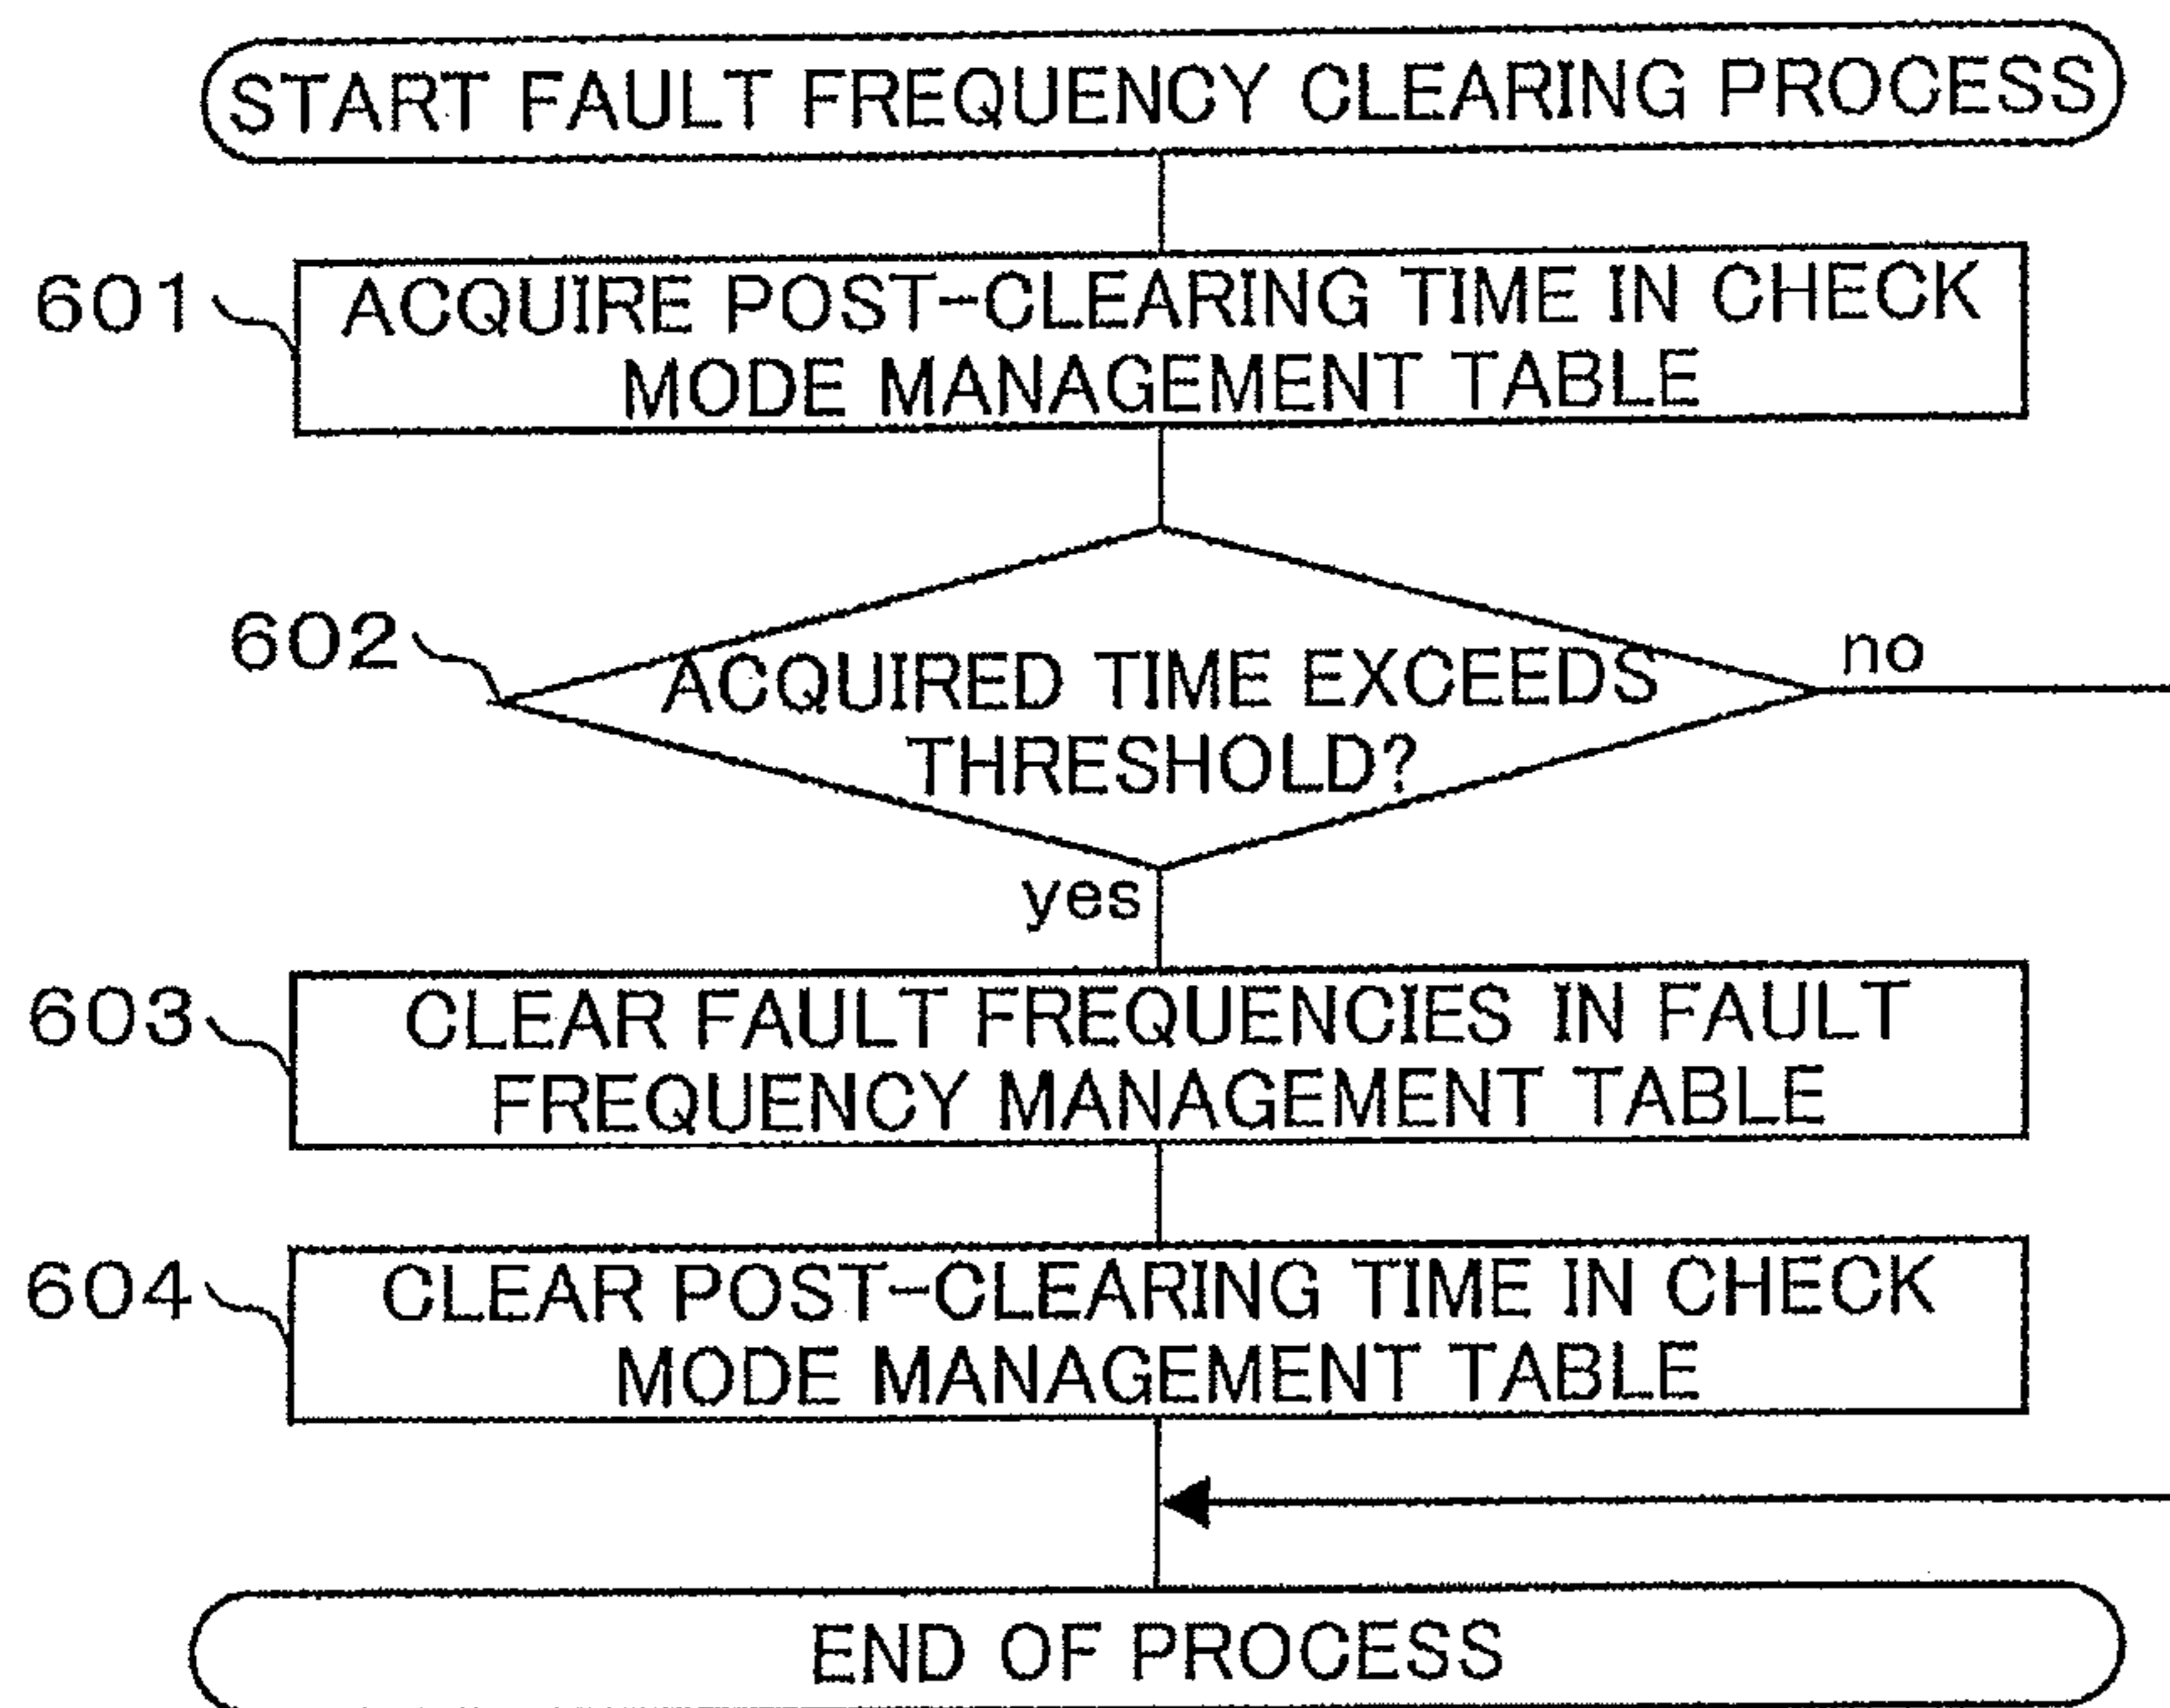 START FAULT FREQUENCY CLEARING PROCESS
601
ACQUIRE POST-CLEARING TIME IN CHECK
MODE MANAGEMENT TABLE
602
ACQUIRED TIME EXCEEDS
THRESHOLD?
no
yes
603
CLEAR FAULT FREQUENCIES IN FAULT
FREQUENCY MANAGEMENT TABLE
604
CLEAR POST-CLEARING TIME IN CHECK
MODE MANAGEMENT TABLE
END OF PROCESS